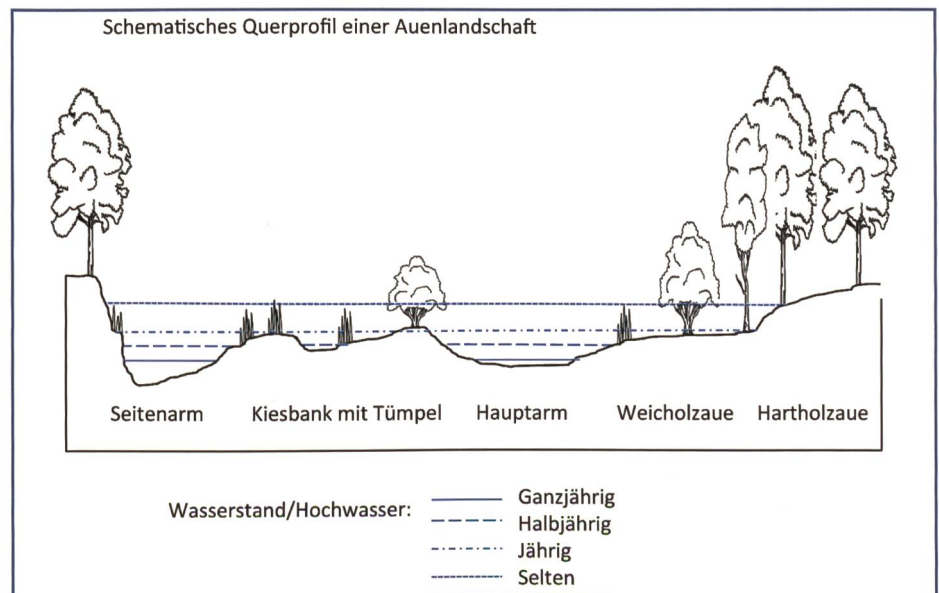 Schematisches Querprofil einer Auenlandschaft
Seitenarm Kiesbank mit Tümpel Hauptarm Weicholzaue Hartholzaue
Wasserstand/Hochwasser: Ganzjährig
Halbjährig
Jährig
Selten